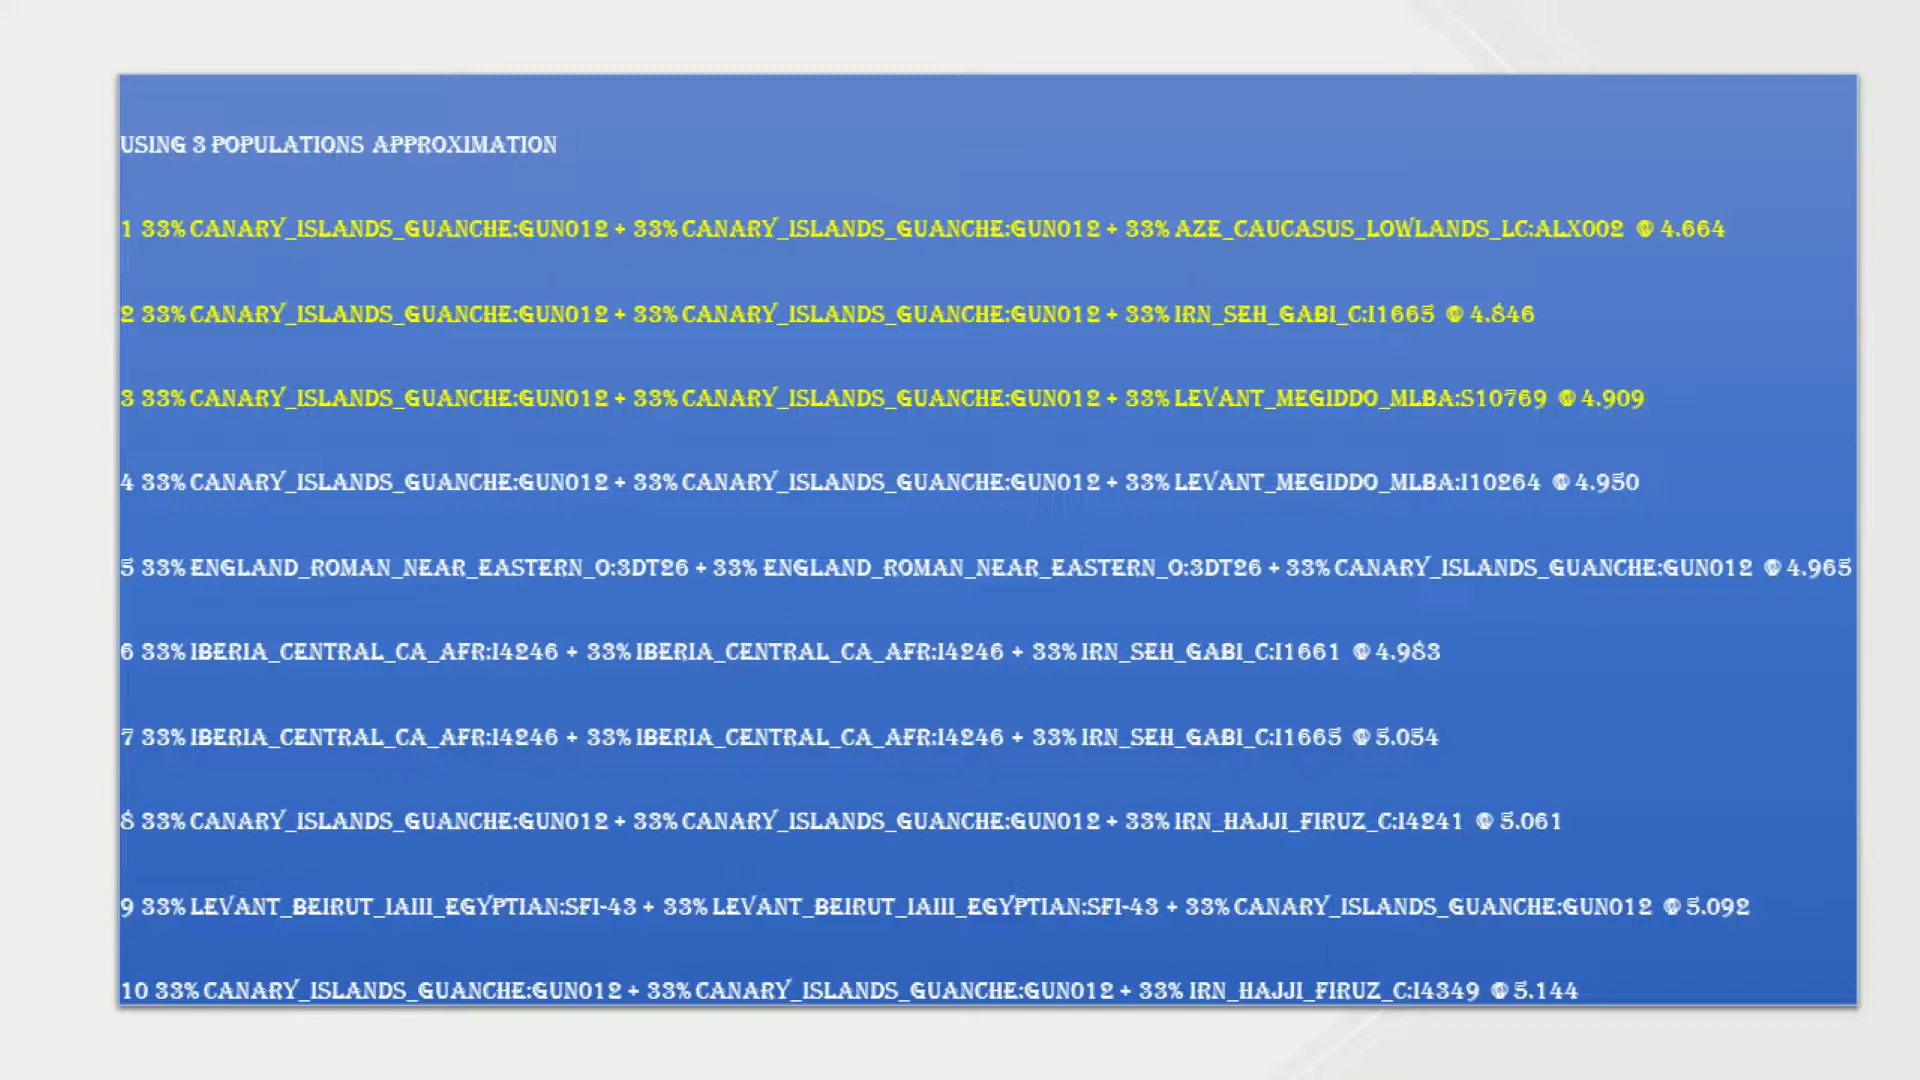 USING 3 POPULATIONS APPROXIMATION
1 33% CANARY_ISLANDS_GUANCHE:GUN012 + 33% CANARY_ISLANDS_GUANCHE:GUN012 + 33% AZE_CAUCASUS_LOWLANDS_LC:ALX002 @ 4.664
2 33% CANARY_ISLANDS_GUANCHE:GUN012 + 33% CANARY_ISLANDS_GUANCHE:GUN012 + 33% IRN_SEH_GABI_C:I1665 @ 4.846
3 33% CANARY_ISLANDS_GUANCHE:GUN012 + 33% CANARY_ISLANDS_GUANCHE:GUN012 + 33% LEVANT_MEGIDDO_MLBA:S10769 @ 4.909
4 33% CANARY_ISLANDS_GUANCHE:GUN012 + 33% CANARY_ISLANDS_GUANCHE:GUN012 + 33% LEVANT_MEGIDDO_MLBA:I10264 @ 4.950
5 33% ENGLAND_ROMAN_NEAR_EASTERN_O:3DT26 + 33% ENGLAND_ROMAN_NEAR_EASTERN_O:3DT26 + 33% CANARY_ISLANDS_GUANCHE:GUN012 @ 4.965
6 33% IBERIA_CENTRAL_CA_AFR:I4246 + 33% IBERIA_CENTRAL_CA_AFR:I4246 + 33% IRN_SEH_GABI_C:I1661 @ 4.983
7 33% IBERIA_CENTRAL_CA_AFR:I4246 + 33% IBERIA_CENTRAL_CA_AFR:I4246 + 33% IRN_SEH_GABI_C:I1665 @ 5.054
8 33% CANARY_ISLANDS_GUANCHE:GUN012 + 33% CANARY_ISLANDS_GUANCHE:GUN012 + 33% IRN_HAJJI_FIRUZ_C:I4241 @ 5.061
9 33% LEVANT_BEIRUT_IAIII_EGYPTIAN:SFI-43 + 33% LEVANT_BEIRUT_IAIII_EGYPTIAN:SFI-43 + 33% CANARY_ISLANDS_GUANCHE:GUN012 @ 5.092
10 33% CANARY_ISLANDS_GUANCHE:GUN012 + 33% CANARY_ISLANDS_GUANCHE:GUN012 + 33% IRN_HAJJI_FIRUZ_C:I4349 @ 5.144